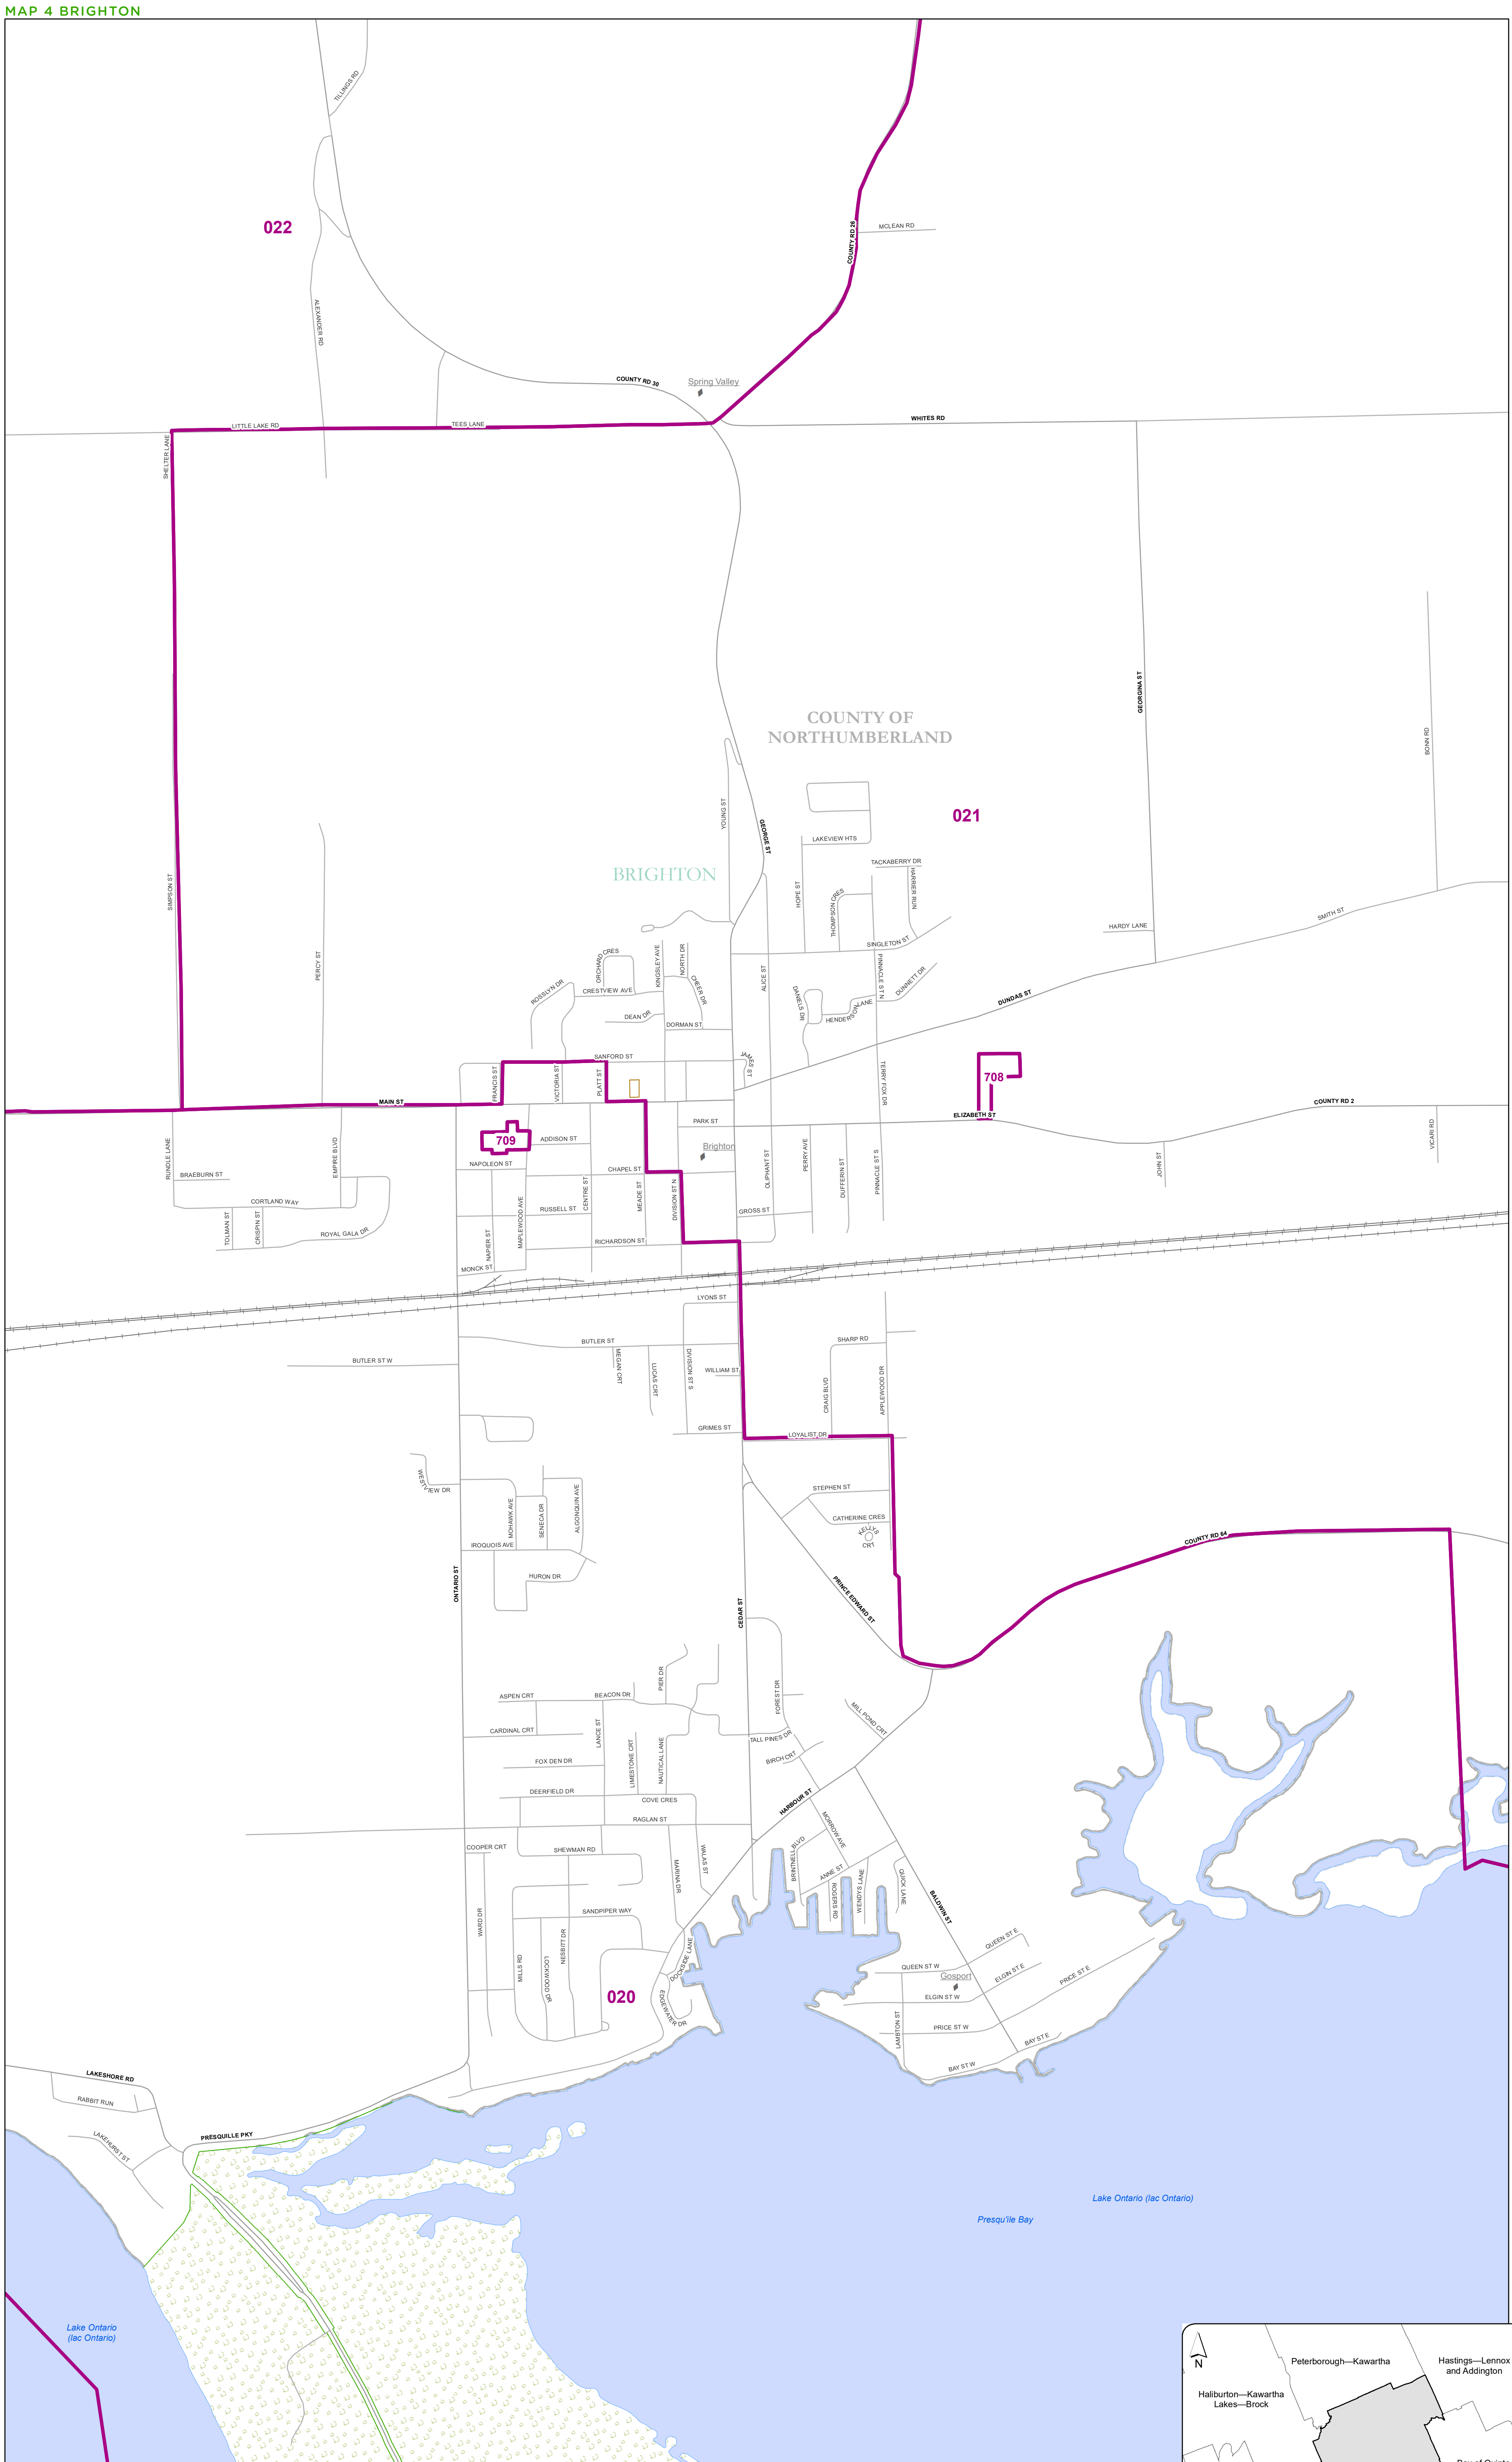 MAP 4 BRIGHTON
TILLINGS RD
022
COUNTY RD 26
MCLEAN RD
ALEXANDER RD
COUNTY RD 30
Spring Valley
WHITES RD
LITTLE LAKE RD
TEES LANE
SHELTER LANE
GEORGINA ST
COUNTY OF
NORTHUMBERLAND
BONN RD
YOUNG ST
021
GEORGE ST
LAKEVIEW HTS
BRIGHTON
TACKABERRY DR
HARRIER RUN
HOPE ST
THOMPSON CRES
SIMPSON ST
SMITH ST
HARDY LANE
SINGLETON ST
PERCY ST
ORCHARD CRES
KINGSLEY AVE
NORTH DR
ALICE ST
PINNACLE ST N
DUNNETT DR
ROSSLYN DR
CRESTVIEW AVE
CHEER DR
DANIELS DR
HENDERSON LANE
DUNDAS ST
DEAN DR
DORMAN ST
SANFORD ST
JAMES ST
FRANCIS ST
VICTORIA ST
PLATT ST
TERRY FOX DR
708
MAIN ST
COUNTY RD 2
ELIZABETH ST
PARK ST
709
ADDISON ST
Brighton
RUNDLE LANE
EMPIRE BLVD
PERRY AVE
VICARI RD
NAPOLEON ST
CHAPEL ST
OLIPHANT ST
DUFFERIN ST
PINNACLE ST S
JOHN ST
BRAEBURN ST
CENTRE ST
MEADE ST
DIVISION ST N
CORTLAND WAY
RUSSELL ST
GROSS ST
TOLMAN ST
CRISPIN ST
ROYAL GALA DR
NAPIER ST
MAPLEWOOD AVE
RICHARDSON ST
MONCK ST
LYONS ST
BUTLER ST
SHARP RD
BUTLER ST W
MEGAN CRT
LUCAS CRT
DIVISION ST S
WILLIAM ST
CRAIG BLVD
APPLEWOOD DR
GRIMES ST
LOYALIST DR
STEPHEN ST
MOHAWK AVE
SENECA DR
ALGONQUIN AVE
CATHERINE CRES
KELLYS
CRT
IROQUOIS AVE
COUNTY RD 64
HURON DR
ONTARIO ST
CEDAR ST
PRINCE EDWARD ST
PIER DR
FOREST DR
ASPEN CRT
BEACON DR
MILL POND CRT
CARDINAL CRT
LANCE ST
TALL PINES DR
LIMESTONE CRT
NAUTICAL LANE
BIRCH CRT
FOX DEN DR
DEERFIELD DR
COVE CRES
HARBOUR ST
RAGLAN ST
MORROW AVE
COOPER CRT
SHEWMAN RD
BRINTNELL BLVD
ANNE ST
MARINA DR
WALAS ST
ROGERS RD
WENDYS LANE
QUICK LANE
WARD DR
SANDPIPER WAY
BALDWIN ST
MILLS RD
LOCKWOOD DR
NESBITT DR
DOCKSIDE LANE
QUEEN ST E
QUEEN ST W
Gosport
ELGIN ST E
PRICE ST E
020
EDGEWATER DR
ELGIN ST W
LAMBTON ST
PRICE ST W
BAY ST E
BAY ST W
LAKESHORE RD
RABBIT RUN
LAKEHURST ST
PRESQUILLE PKY
Lake Ontario (lac Ontario)
Presqu'ile Bay
Lake Ontario
(lac Ontario)
N
Peterborough—Kawartha
Hastings—Lennox
and Addington
Haliburton—Kawartha
Lakes—Brock